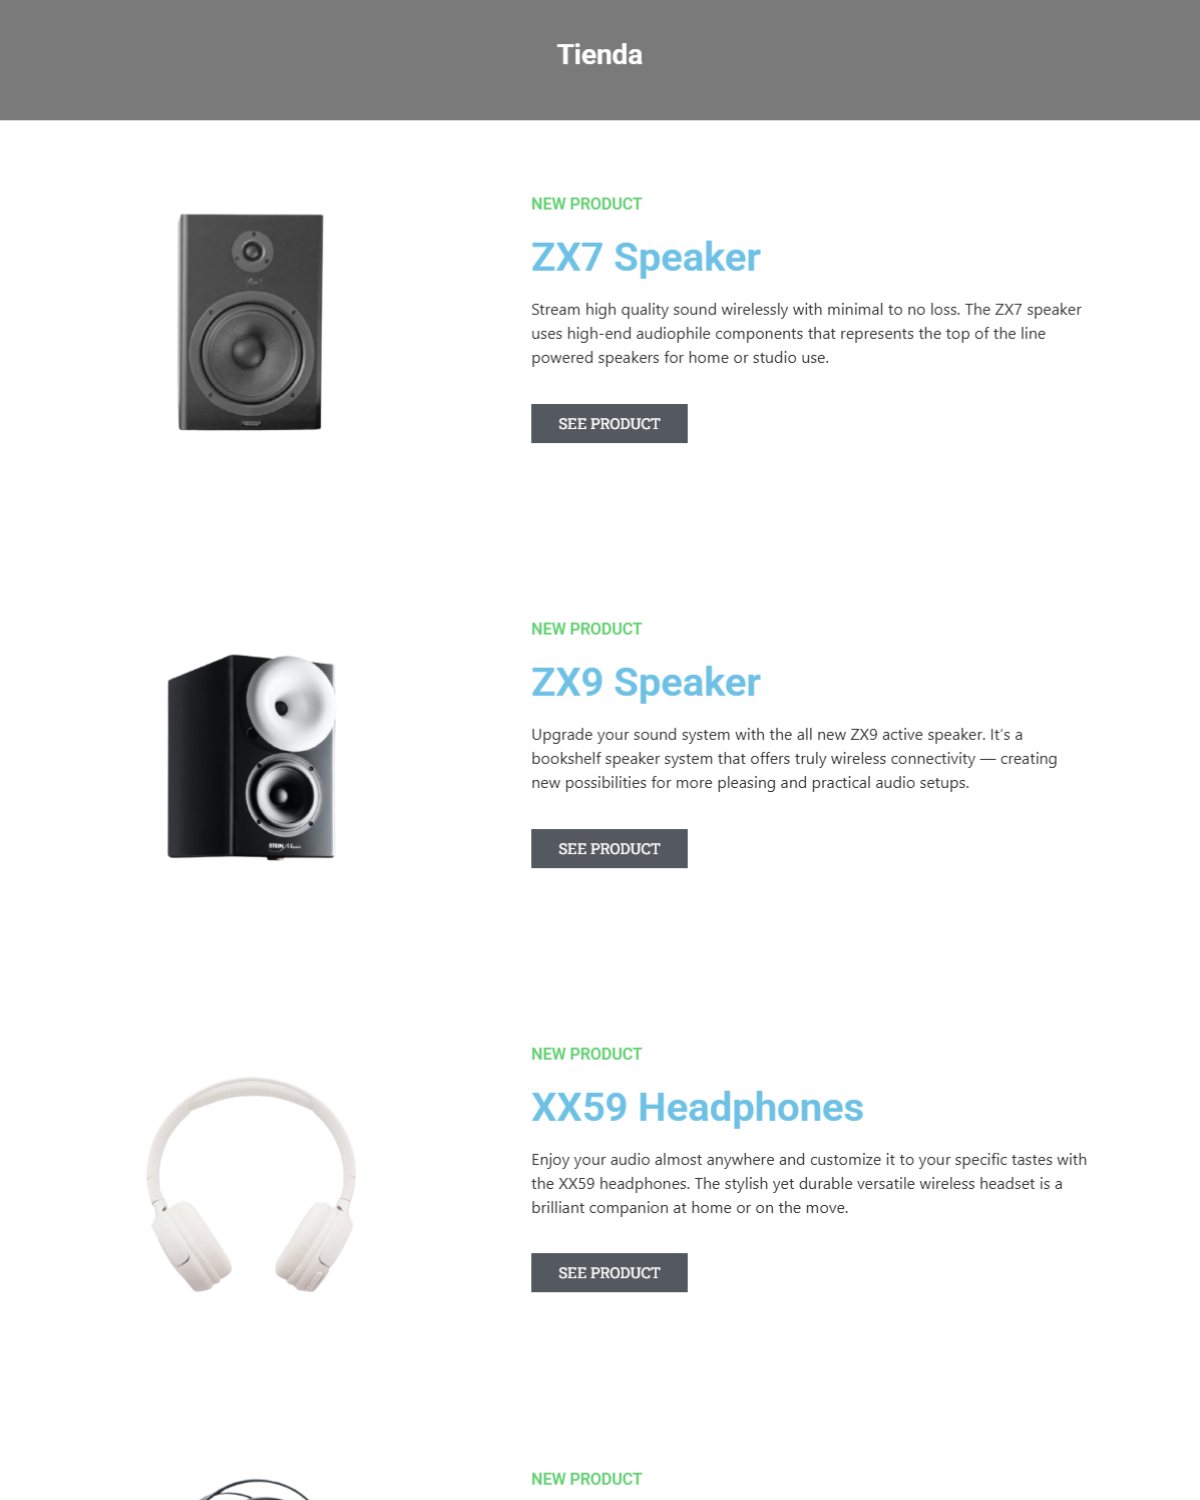 Tienda
NEW PRODUCT
ZX7 Speaker
Stream high quality sound wirelessly with minimal to no loss. The ZX7 speaker
uses high-end audiophile components that represents the top of the line
powered speakers for home or studio use.
SEE PRODUCT
NEW PRODUCT
ZX9 Speaker
Upgrade your sound system with the all new ZX9 active speaker. It's a
bookshelf speaker system that offers truly wireless connectivity — creating
new possibilities for more pleasing and practical audio setups.
SEE PRODUCT
STEIN Music
NEW PRODUCT
XX59 Headphones
Enjoy your audio almost anywhere and customize it to your specific tastes with
the XX59 headphones. The stylish yet durable versatile wireless headset is a
brilliant companion at home or on the move.
SEE PRODUCT
NEW PRODUCT